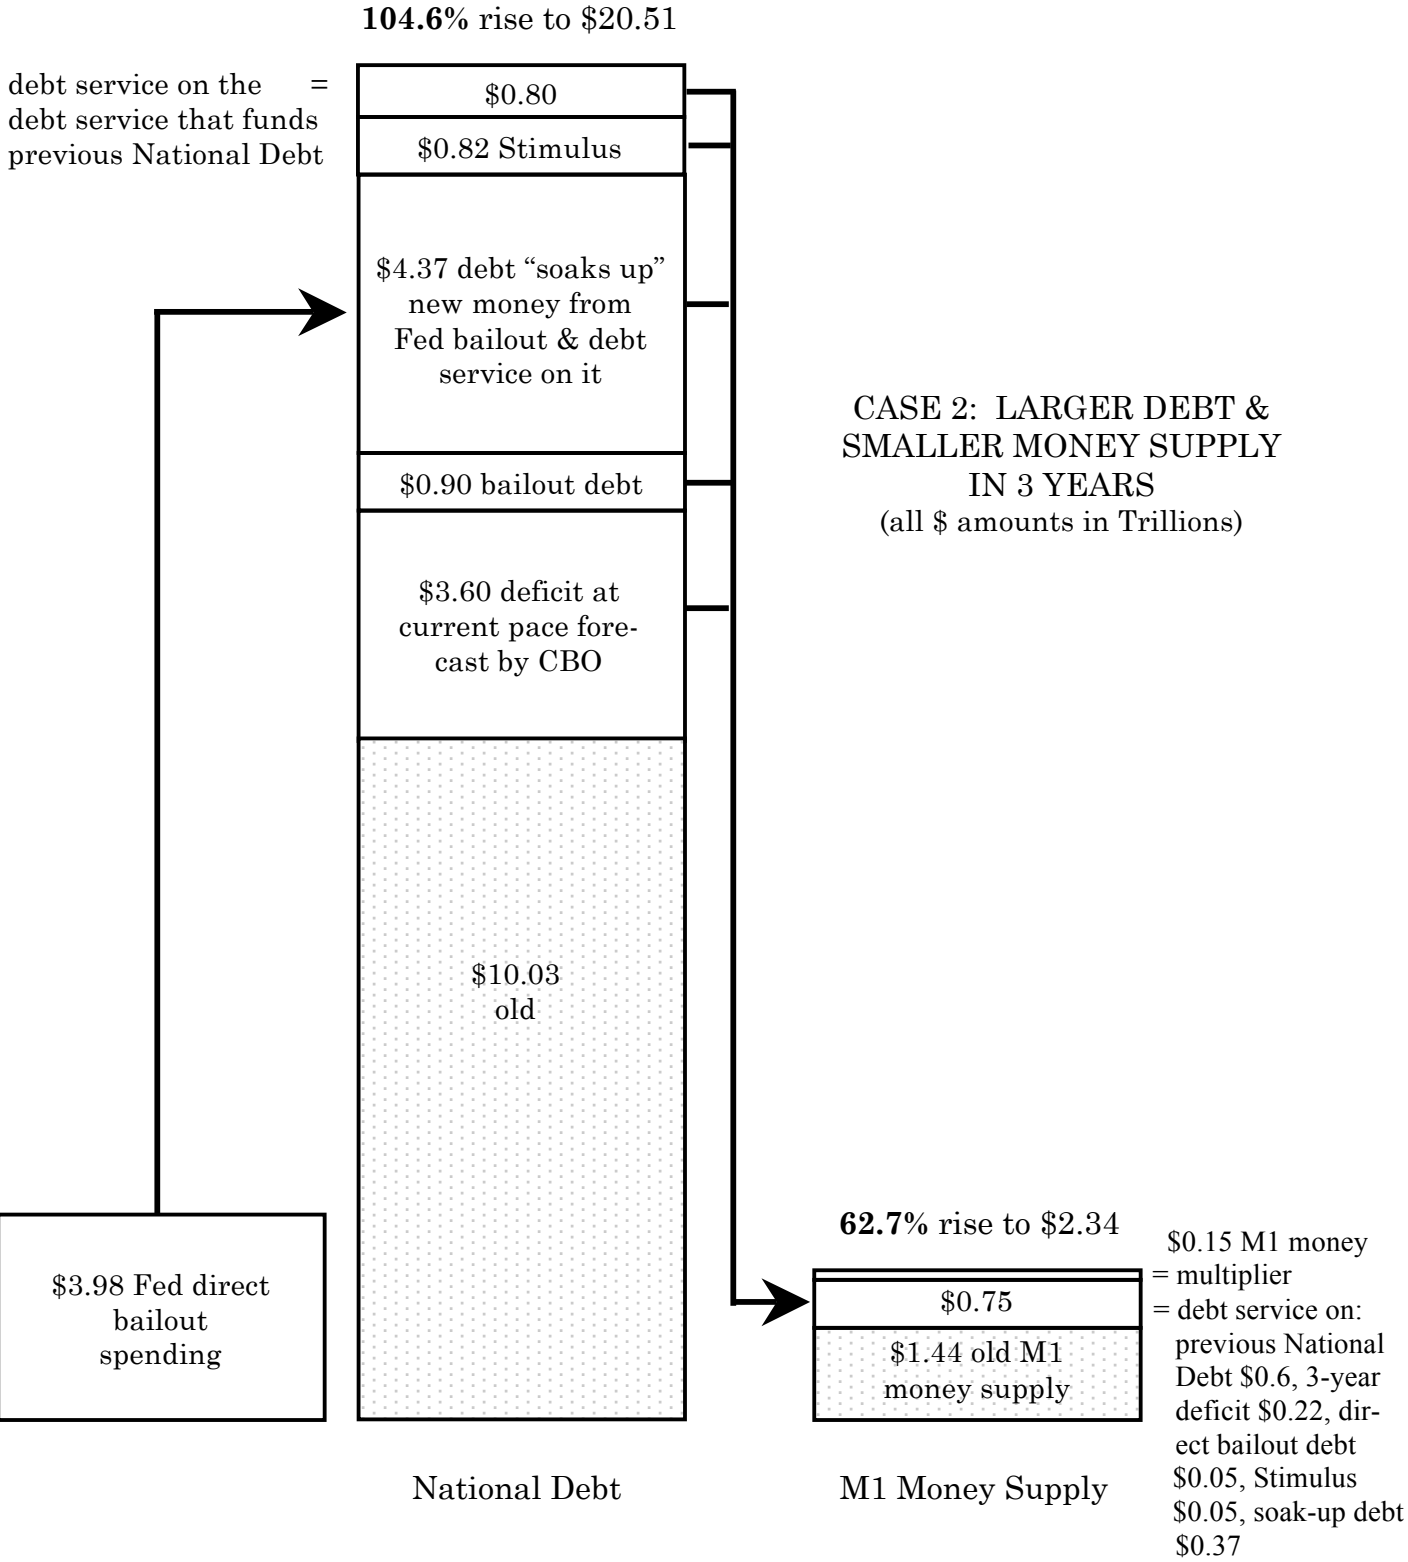 104.6% rise to $20.51
debt service on the =
debt service that funds
previous National Debt
$0.80
$0.82 Stimulus
$4.37 debt “soaks up”
new money from
Fed bailout & debt
service on it
$0.90 bailout debt
$3.60 deficit at
current pace fore-
cast by CBO
$10.03
old
CASE 2: LARGER DEBT &
SMALLER MONEY SUPPLY
IN 3 YEARS
(all $ amounts in Trillions)
$3.98 Fed direct
bailout
spending
62.7% rise to $2.34
$0.75
$1.44 old M1
money supply
$0.15 M1 money
= multiplier
= debt service on:
previous National
Debt $0.6, 3-year
deficit $0.22, dir-
ect bailout debt
$0.05, Stimulus
$0.05, soak-up debt
$0.37
National Debt
M1 Money Supply